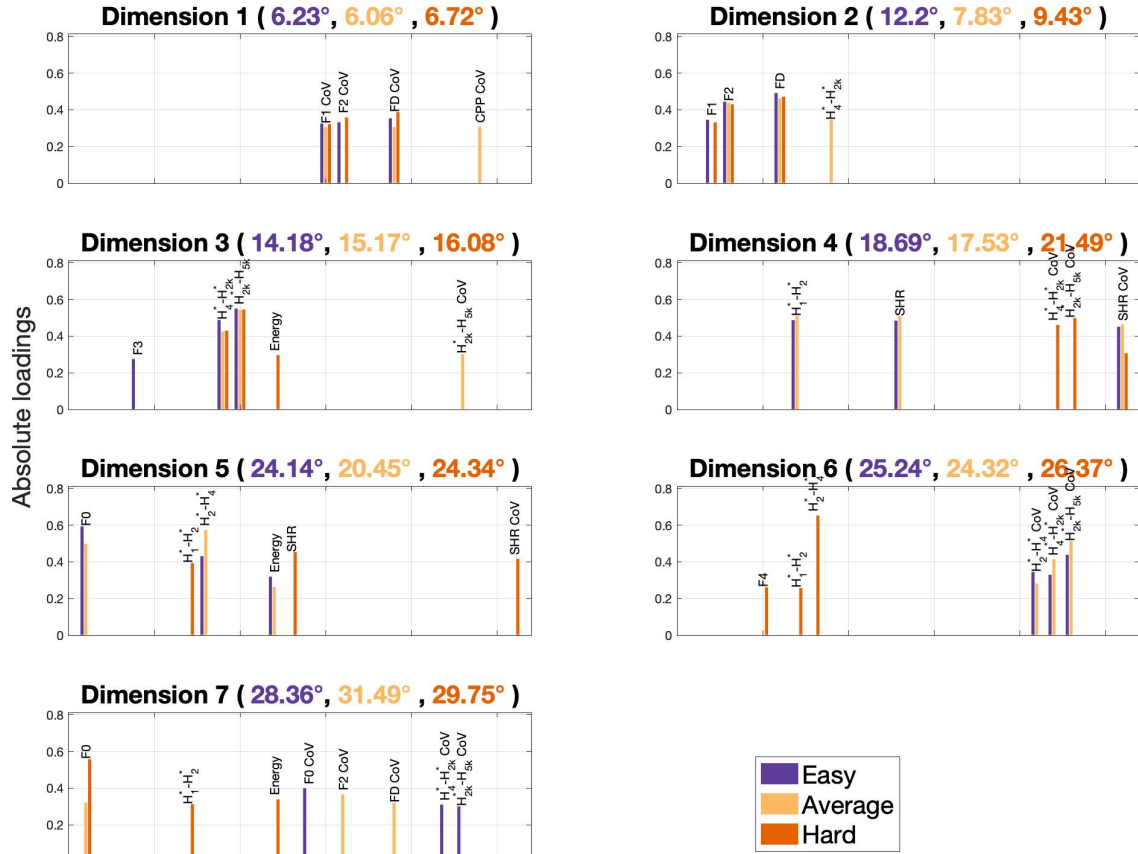 Dimension 1 ( 6.23°, 6.06° , 6.72° )
0.8
0.6
0.4
0.2
0
F1 CoV
F2 CoV
FD CoV
CPP CoV
Dimension 2 ( 12.2°, 7.83° , 9.43° )
0.8
0.6
0.4
0.2
0
F1
F2
FD
H*4-H*2k
Absolute loadings
Dimension 3 ( 14.18°, 15.17° , 16.08° )
0.8
0.6
0.4
0.2
0
F3
H*4-H*2k
H*2k-H5k
Energy
H*2k-H5k CoV
Dimension 4 ( 18.69°, 17.53° , 21.49° )
0.8
0.6
0.4
0.2
0
H*1-H*2
SHR
H*4-H*2k CoV
H*2k-H5k CoV
SHR CoV
Dimension 5 ( 24.14°, 20.45° , 24.34° )
0.8
0.6
0.4
0.2
0
F0
H*1-H*2
H*2-H*4
Energy
SHR
SHR CoV
Dimension 6 ( 25.24°, 24.32° , 26.37° )
0.8
0.6
0.4
0.2
0
F4
H*1-H*2
H*2-H*4
H*2-H*4 CoV
H*4-H*2k CoV
H*2k-H5k CoV
Dimension 7 ( 28.36°, 31.49° , 29.75° )
0.8
0.6
0.4
0.2
F0
H*1-H*2
Energy
F0 CoV
F2 CoV
FD CoV
H*4-H*2k CoV
H*2k-H5k CoV
Easy
Average
Hard